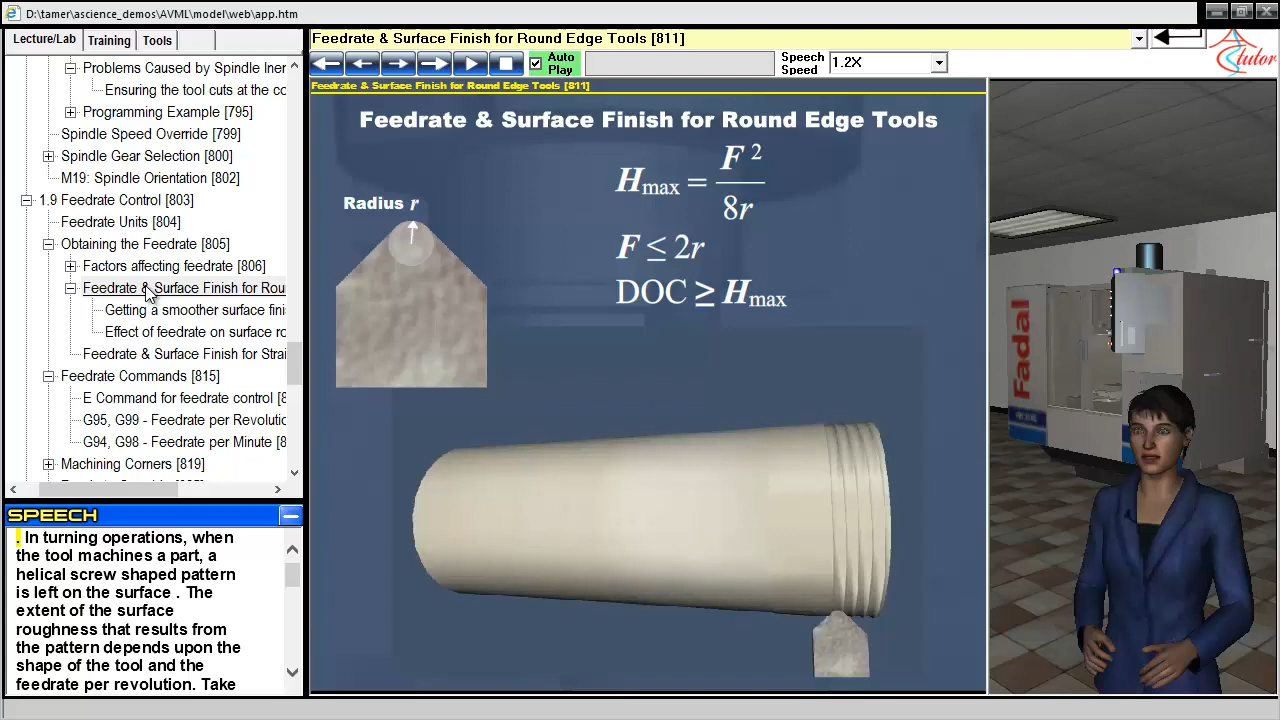 D:\tamer\ascience_demos\AVML\model\web\app.htm
Lecture/Lab
Training
Tools
Problems Caused by Spindle Iner
Ensuring the tool cuts at the co
Programming Example [795]
Spindle Speed Override [799]
Spindle Gear Selection [800]
M19: Spindle Orientation [802]
1.9 Feedrate Control [803]
Feedrate Units [804]
Obtaining the Feedrate [805]
Factors affecting feedrate [806]
Feedrate & Surface Finish for Rou
Getting a smoother surface fini
Effect of feedrate on surface ro
Feedrate & Surface Finish for Strai
Feedrate Commands [815]
E Command for feedrate control [8
G95, G99 - Feedrate per Revolutio
G94, G98 - Feedrate per Minute [8
Machining Corners [819]
SPEECH
. In turning operations, when
the tool machines a part, a
helical screw shaped pattern
is left on the surface . The
extent of the surface
roughness that results from
the pattern depends upon the
shape of the tool and the
feedrate per revolution. Take
Feedrate & Surface Finish for Round Edge Tools [811]
Auto
Play
Speech
Speed
1.2X
tutor
Feedrate & Surface Finish for Round Edge Tools [811]
Feedrate & Surface Finish for Round Edge Tools
Radius r
Hmax = F 2 / 8r
F ≤ 2r
DOC ≥ Hmax
Fadal